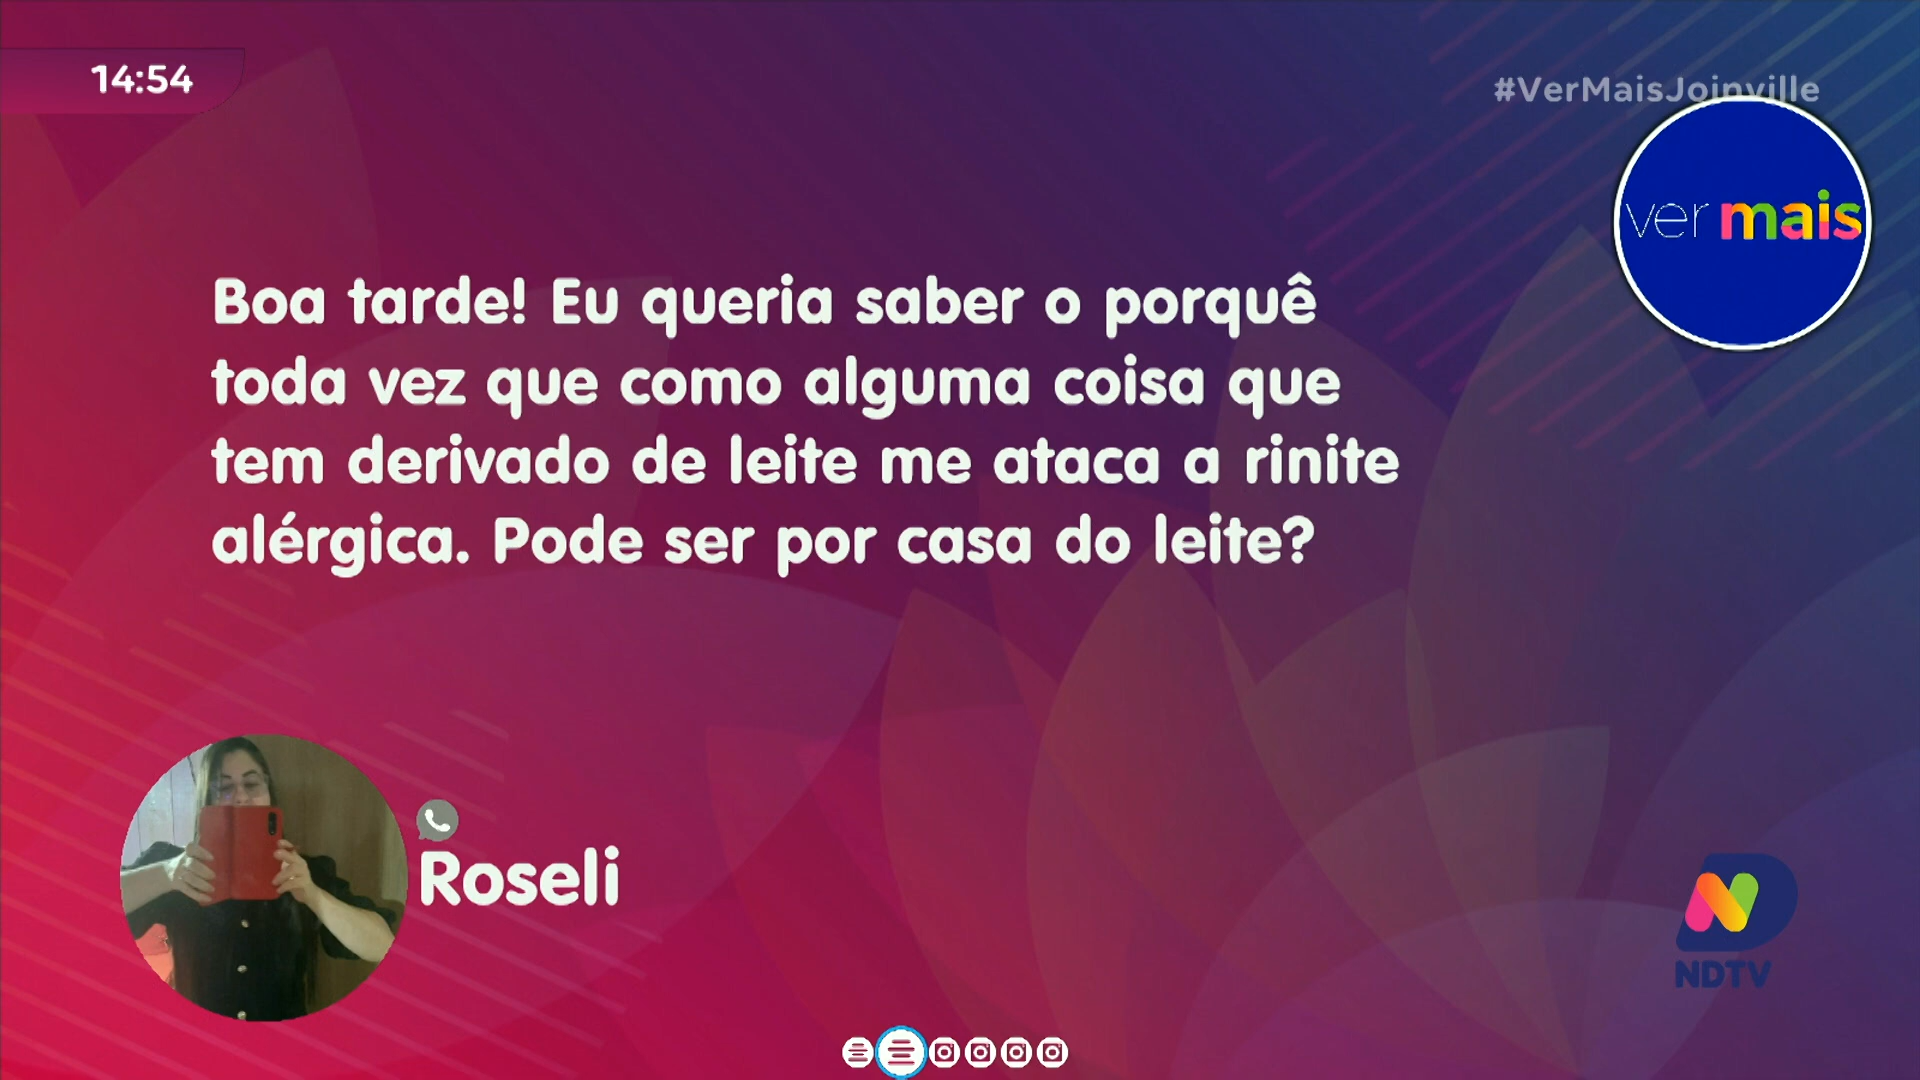 14:54
#VerMaisJoinville
ver mais
Boa tarde! Eu queria saber o porquê
toda vez que como alguma coisa que
tem derivado de leite me ataca a rinite
alérgica. Pode ser por casa do leite?
Roseli
NDTV